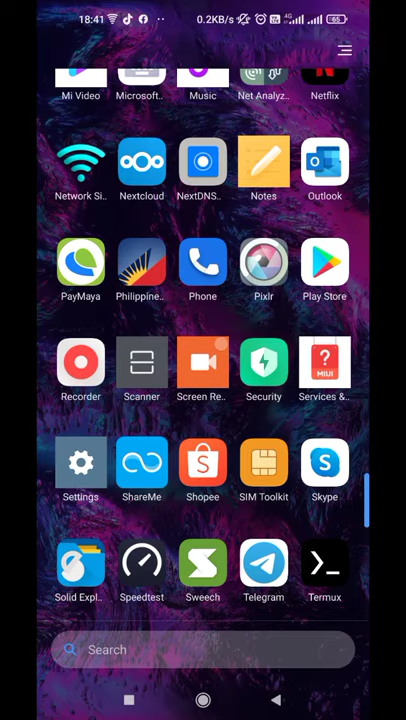 18:41 0.2KB/s 4G 65
Mi Video Microsoft.. Music Net Analyz.. Netflix
Network Si.. Nextcloud NextDNS.. Notes Outlook
PayMaya Philippine.. Phone Pixlr Play Store
Recorder Scanner Screen Re.. Security Services &..
MIUI
Settings ShareMe Shopee SIM Toolkit Skype
Solid Expl.. Speedtest Sweech Telegram Termux
Search